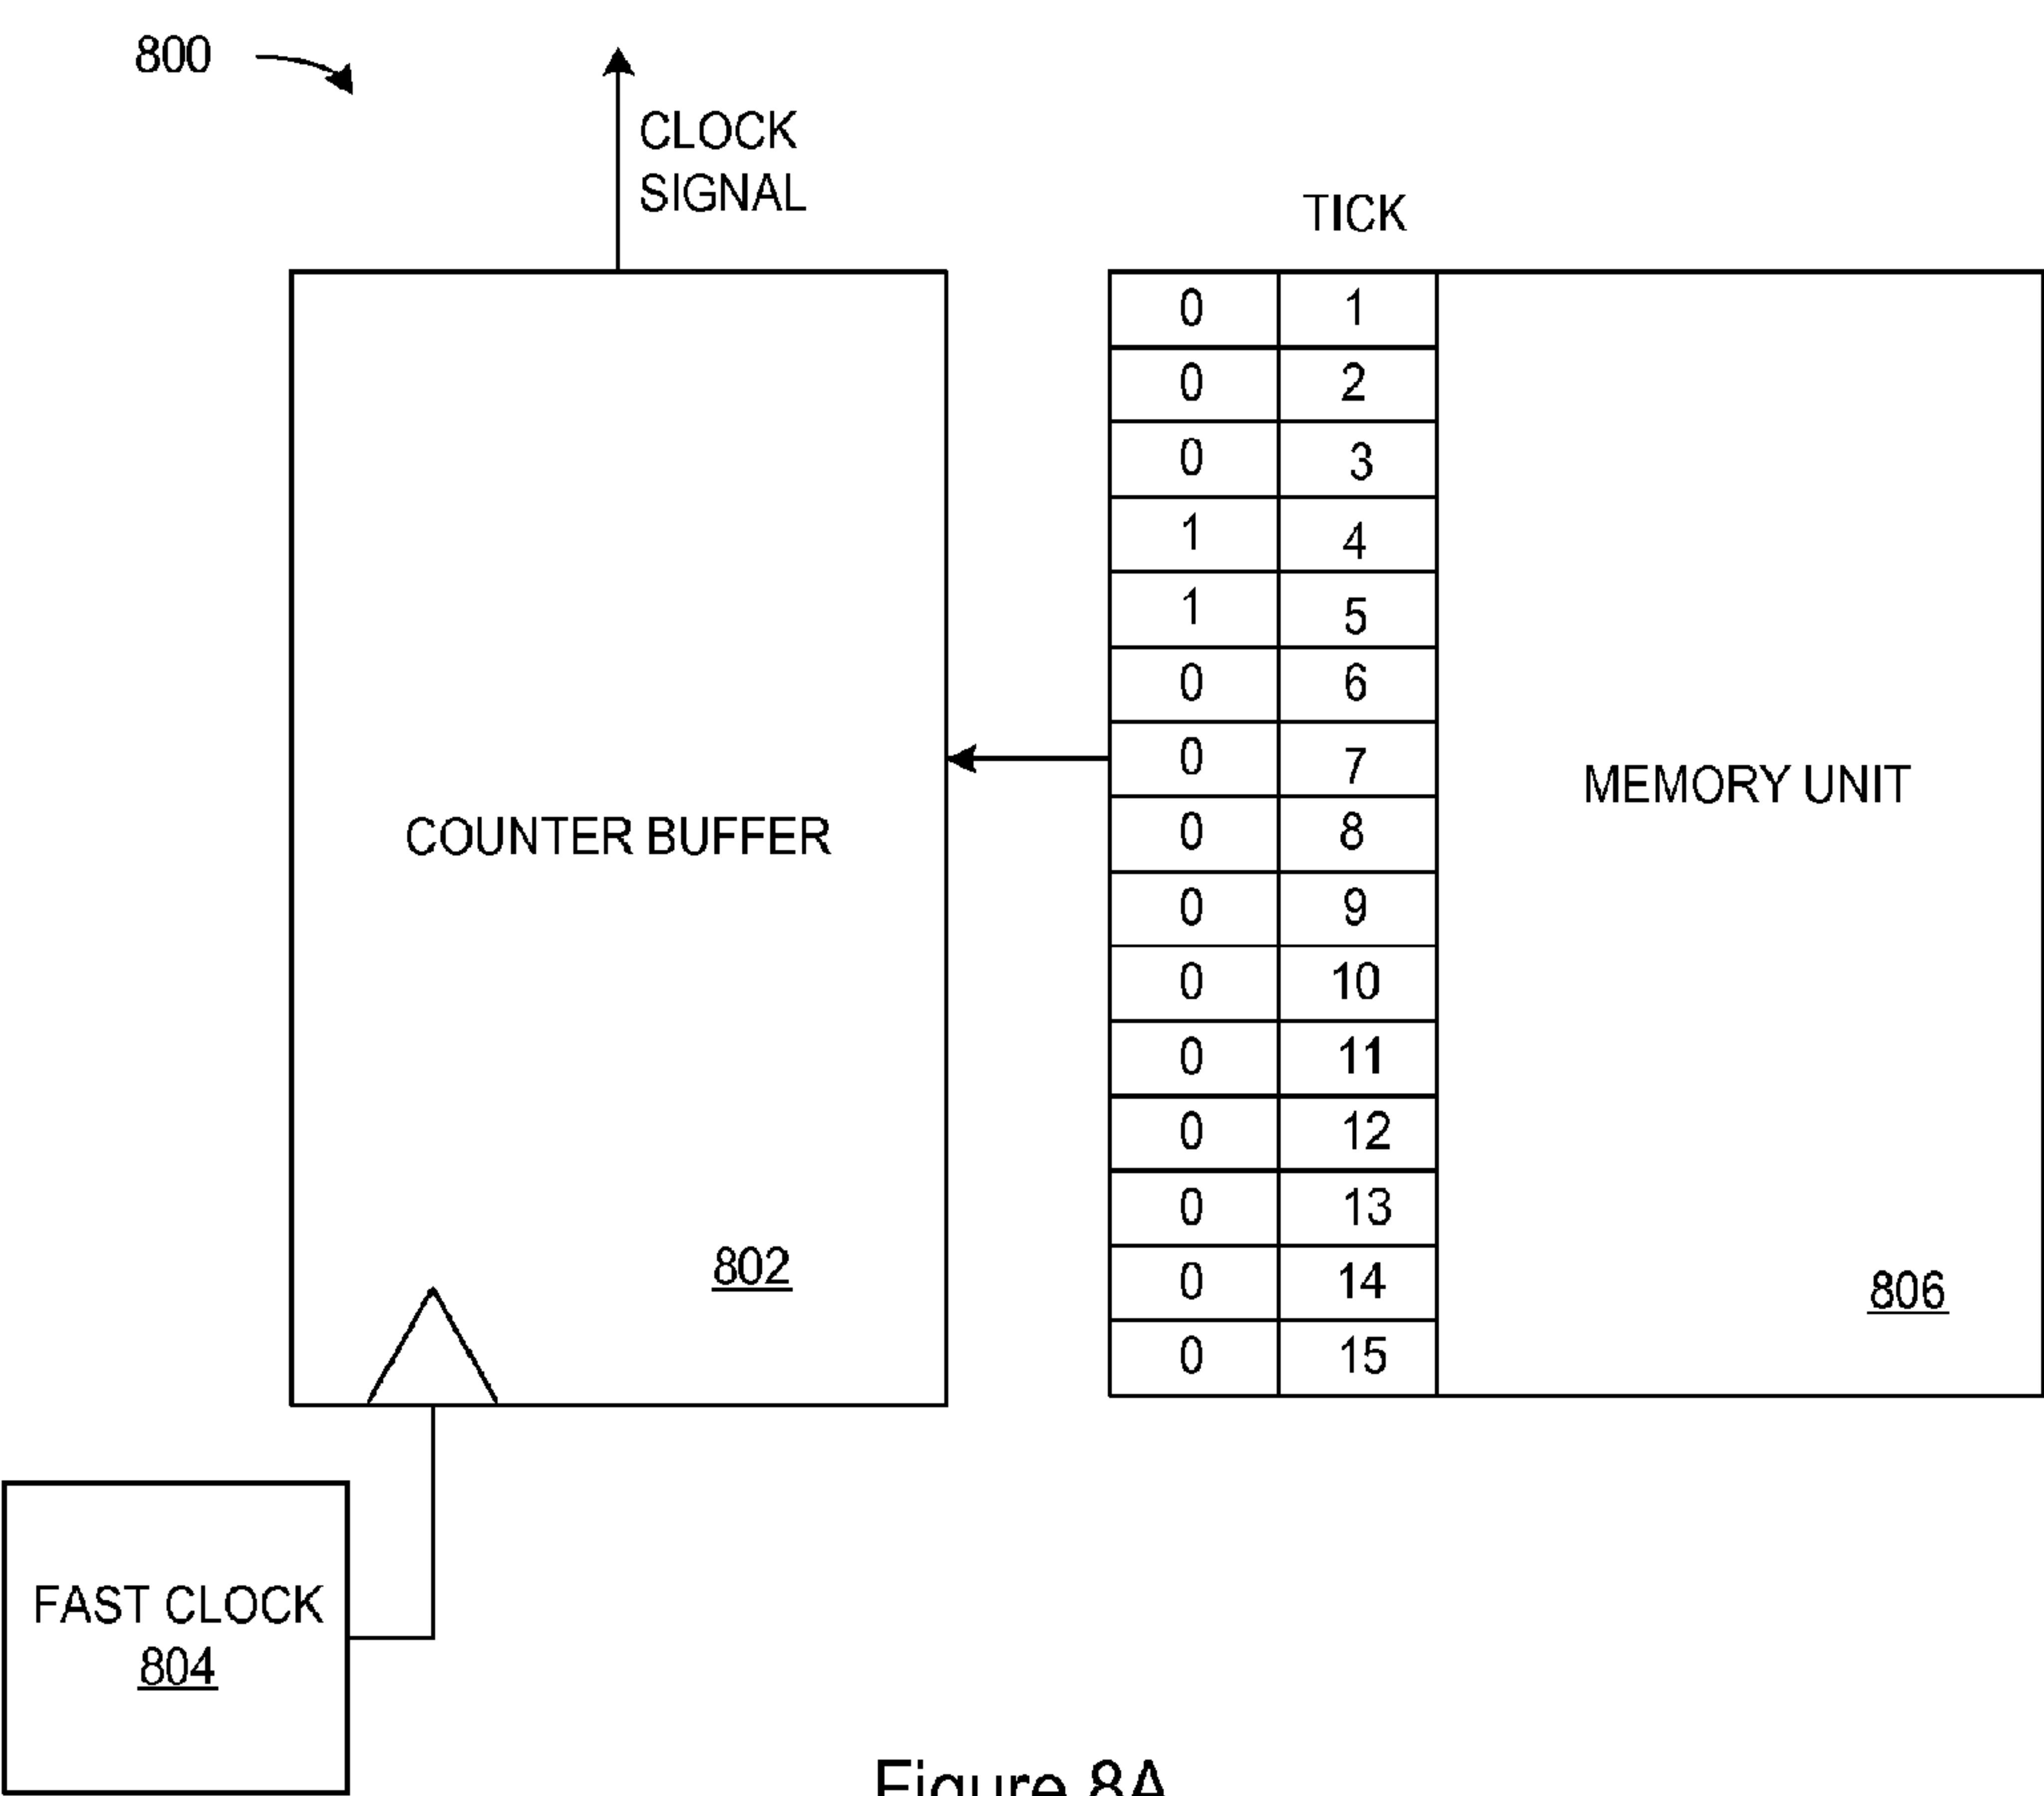 800
CLOCK
SIGNAL
TICK
0 1
0 2
0 3
1 4
1 5
0 6
0 7
0 8
0 9
0 10
0 11
0 12
0 13
0 14
0 15
COUNTER BUFFER
MEMORY UNIT
802
806
FAST CLOCK
804
Figure 8A